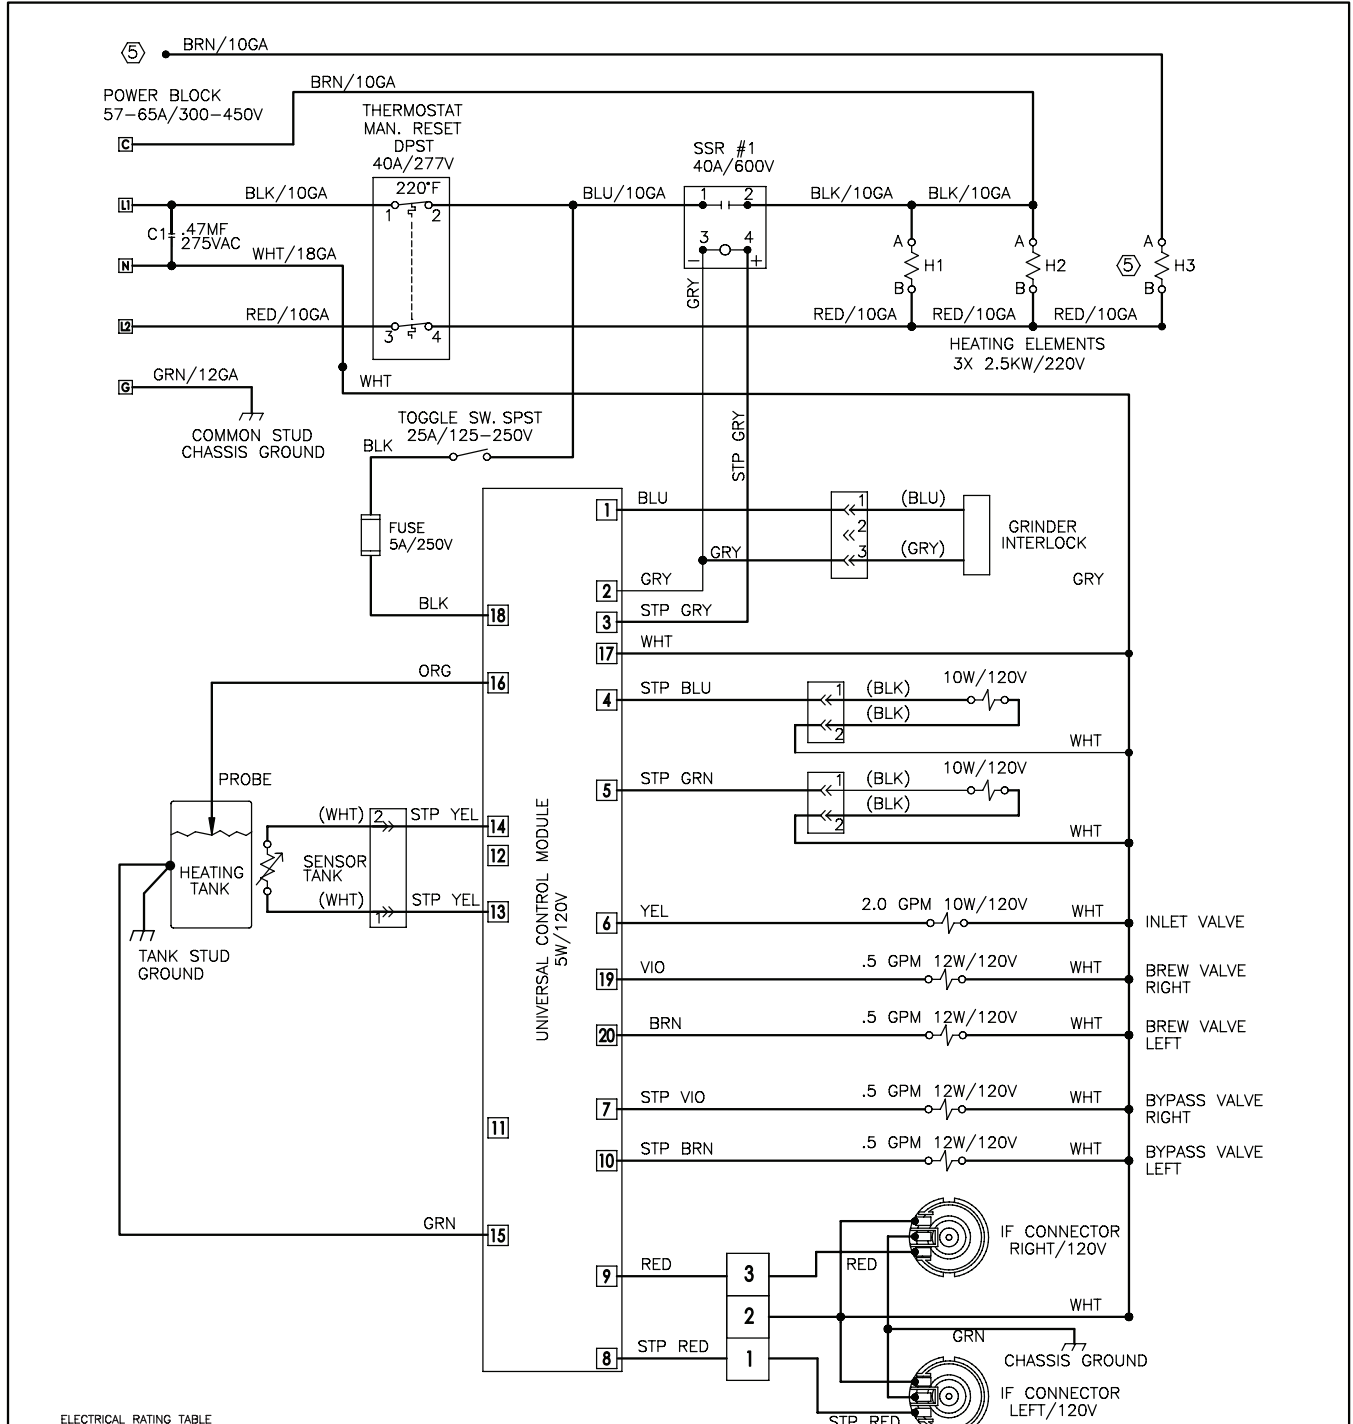 5 BRN/10GA
BRN/10GA
POWER BLOCK
57-65A/300-450V
THERMOSTAT
MAN. RESET
DPST
40A/277V
C
SSR #1
40A/600V
220°F
L1 BLK/10GA 1 2 BLU/10GA 1 2 BLK/10GA BLK/10GA
C1 .47MF
275VAC
3 4
- +
A A A
H1 H2 5 H3
B B B
N WHT/18GA
GRY
L2 RED/10GA 3 4 RED/10GA RED/10GA RED/10GA
HEATING ELEMENTS
3X 2.5KW/220V
G GRN/12GA
WHT
COMMON STUD
CHASSIS GROUND
TOGGLE SW. SPST
25A/125-250V
BLK
STP GRY
FUSE
5A/250V
1 BLU 1 (BLU)
2
GRY 3 (GRY)
GRINDER
INTERLOCK
GRY
2 GRY
BLK 18
3 STP GRY
17 WHT
ORG 16
4 STP BLU 1 (BLK) 10W/120V
(BLK)
2
WHT
PROBE
5 STP GRN 1 (BLK) 10W/120V
(BLK)
2
WHT
(WHT) 2 STP YEL 14
HEATING
TANK
SENSOR
TANK
12
(WHT) 1 STP YEL 13
UNIVERSAL CONTROL MODULE
5W/120V
TANK STUD
GROUND
6 YEL 2.0 GPM 10W/120V WHT INLET VALVE
19 VIO .5 GPM 12W/120V WHT BREW VALVE
RIGHT
20 BRN .5 GPM 12W/120V WHT BREW VALVE
LEFT
7 STP VIO .5 GPM 12W/120V WHT BYPASS VALVE
RIGHT
11
10 STP BRN .5 GPM 12W/120V WHT BYPASS VALVE
LEFT
GRN 15
IF CONNECTOR
RIGHT/120V
9 RED 3 RED
2 WHT
GRN
CHASSIS GROUND
8 STP RED 1
IF CONNECTOR
LEFT/120V
STP RED
ELECTRICAL RATING TABLE